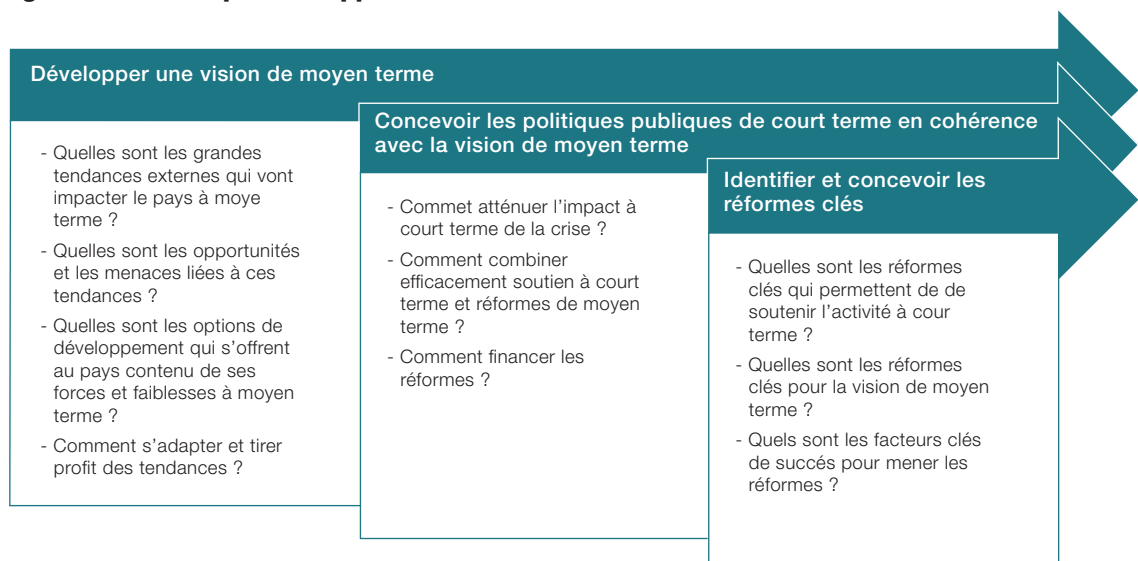 Développer une vision de moyen terme
- Quelles sont les grandes
tendances externes qui vont
impacter le pays à moye
terme ?
- Quelles sont les opportunités
et les menaces liées à ces
tendances ?
- Quelles sont les options de
développement qui s’offrent
au pays contenu de ses
forces et faiblesses à moyen
terme ?
- Comment s’adapter et tirer
profit des tendances ?
Concevoir les politiques publiques de court terme en cohérence
avec la vision de moyen terme
- Commet atténuer l’impact à
court terme de la crise ?
- Comment combiner
efficacement soutien à court
terme et réformes de moyen
terme ?
- Comment financer les
réformes ?
Identifier et concevoir les
réformes clés
- Quelles sont les réformes
clés qui permettent de de
soutenir l’activité à cour
terme ?
- Quelles sont les réformes
clés pour la vision de moyen
terme ?
- Quels sont les facteurs clés
de succés pour mener les
réformes ?